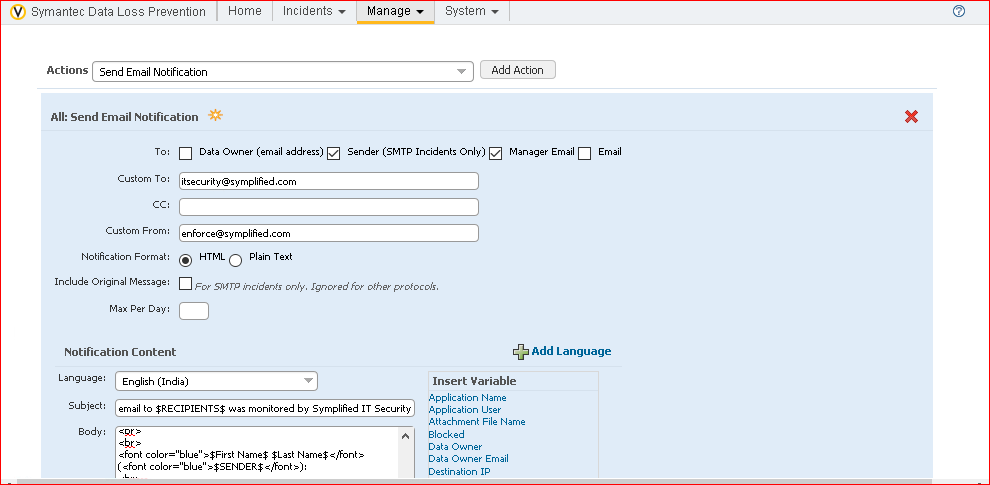 Symantec Data Loss Prevention Home Incidents Manage System
Actions Send Email Notification Add Action
All: Send Email Notification
To: Data Owner (email address) Sender (SMTP Incidents Only) Manager Email Email
Custom To: itsecurity@symplified.com
CC:
Custom From: enforce@symplified.com
Notification Format: HTML Plain Text
Include Original Message: For SMTP incidents only. Ignored for other protocols.
Max Per Day:
Notification Content Add Language
Language: English (India)
Insert Variable
Application Name
Subject: email to $RECIPIENTS$ was monitored by Symplified IT Security
Application User
Attachment File Name
Body:
<br>
Blocked
<br>
Data Owner
<font color="blue">$First Name$ $Last Name$</font>
Data Owner Email
(<font color="blue">$SENDER$</font>):
Destination IP